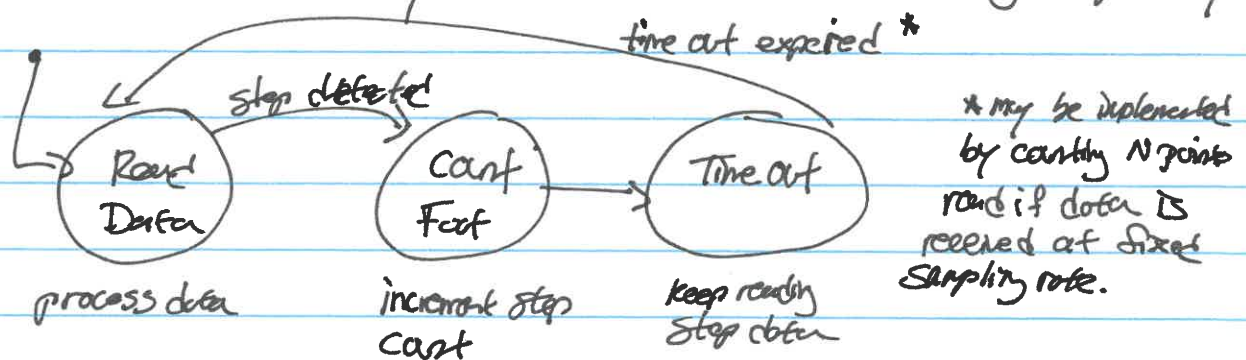 time out expired *
step detected
Read
Data
Count
Foot
Time out
* may be implemented
by counting N points
read if data is
received at fixed
sampling rate.
process data
increment step
count
keep reading
step data